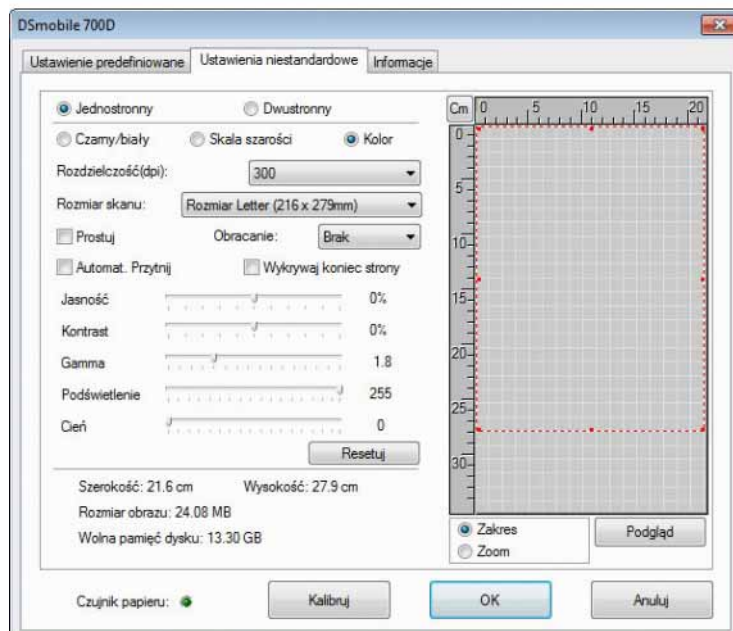 DSmobile 700D
Ustawienie predefiniowane Ustawienia niestandardowe Informacje
Jednostronny Dwustronny
Czarny/biały Skala szarości Kolor
Rozdzielczość(dpi): 300
Rozmiar skanu: Rozmiar Letter (216 x 279mm)
Prostuj Obracanie: Brak
Automat. Przytnij Wykrywaj koniec strony
Jasność 0%
Kontrast 0%
Gamma 1.8
Podświetlenie 255
Cień 0
Resetuj
Szerokość: 21.6 cm Wysokość: 27.9 cm
Rozmiar obrazu: 24.08 MB
Wolna pamięć dysku: 13.30 GB
Cm 0 5 10 15 20
0
5
10
15
20
25
30
Zakres Podgląd
Zoom
Czujnik papieru: Kalibruj OK Anuluj